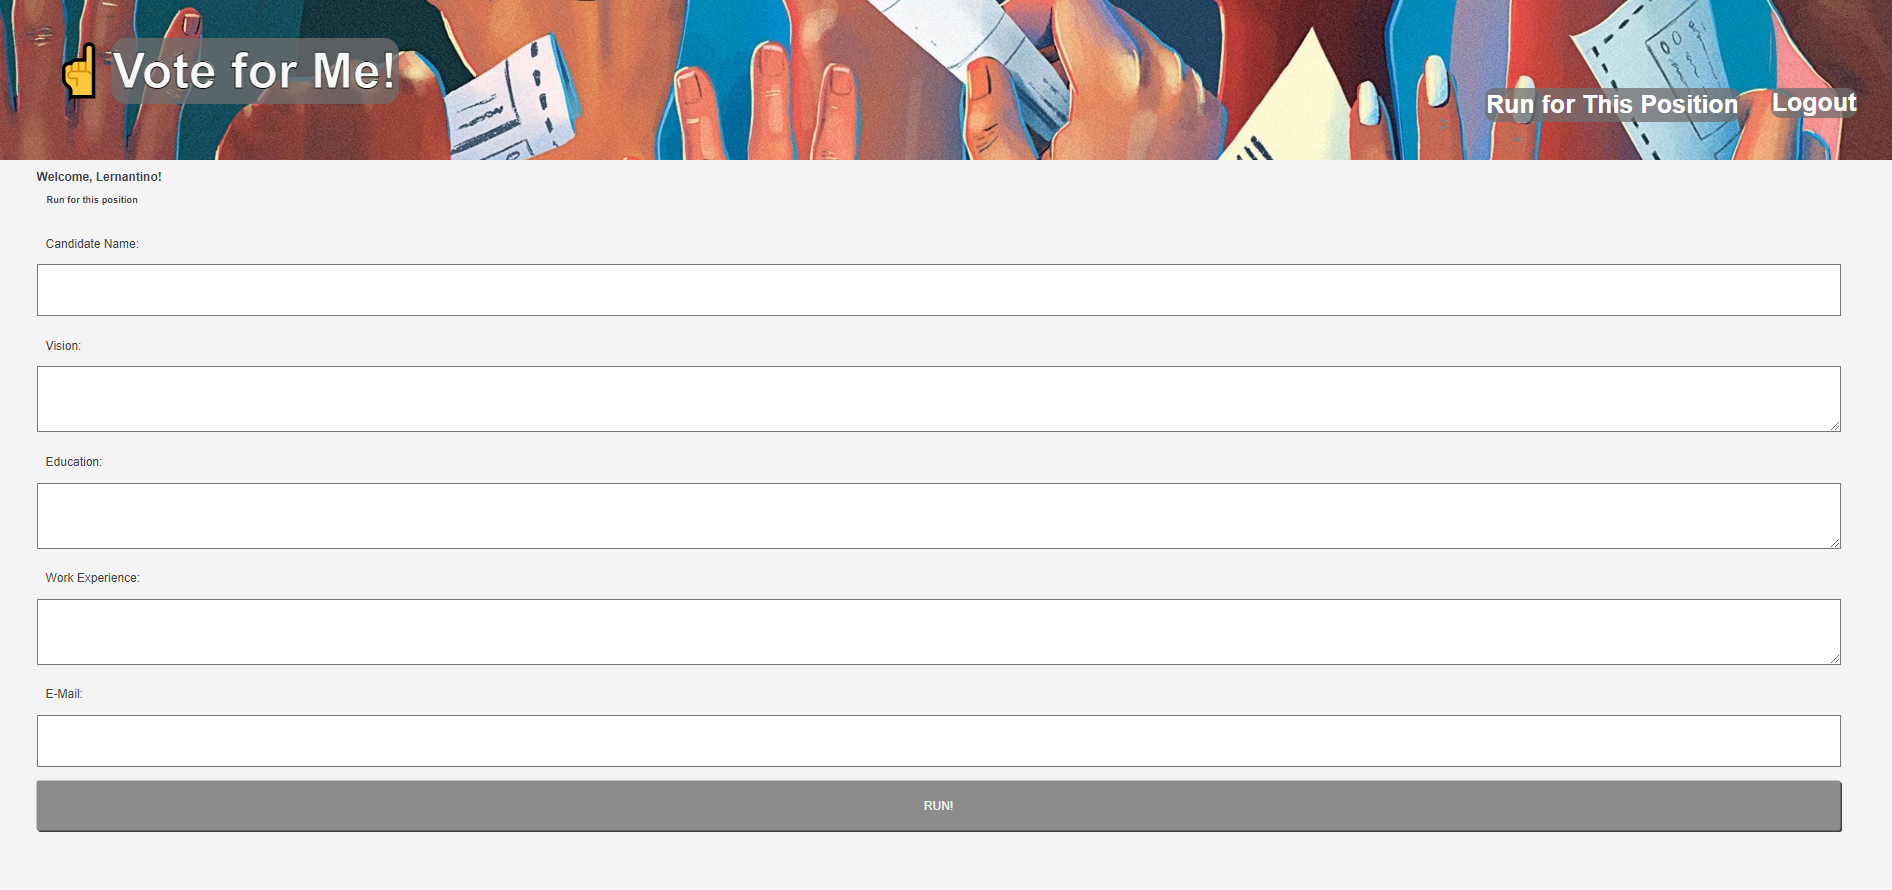 ☝Vote for Me!
Run for This Position
Logout
Welcome, Lernantino!
Run for this position
Candidate Name:
Vision:
Education:
Work Experience:
E-Mail:
RUN!